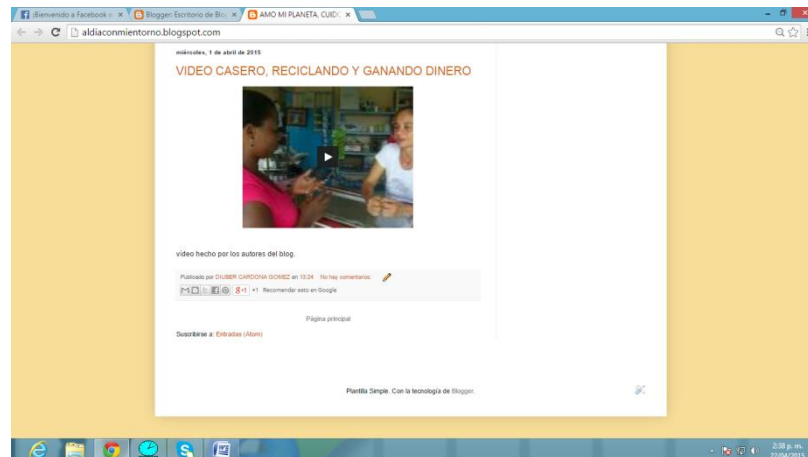 ¡Bienvenido a Facebook
Blogger: Escritorio de Blo
AMO MI PLANETA, CUID
aldiaconmientorno.blogspot.com
miércoles, 1 de abril de 2015
VIDEO CASERO, RECICLANDO Y GANANDO DINERO
video hecho por los autores del blog.
Publicado por DIUBER CARDONA GOMEZ en 13:24 No hay comentarios:
+1 Recomendar esto en Google
Página principal
Suscribirse a: Entradas (Atom)
Plantilla Simple. Con la tecnología de Blogger.
2:38 p. m.
22/04/2015